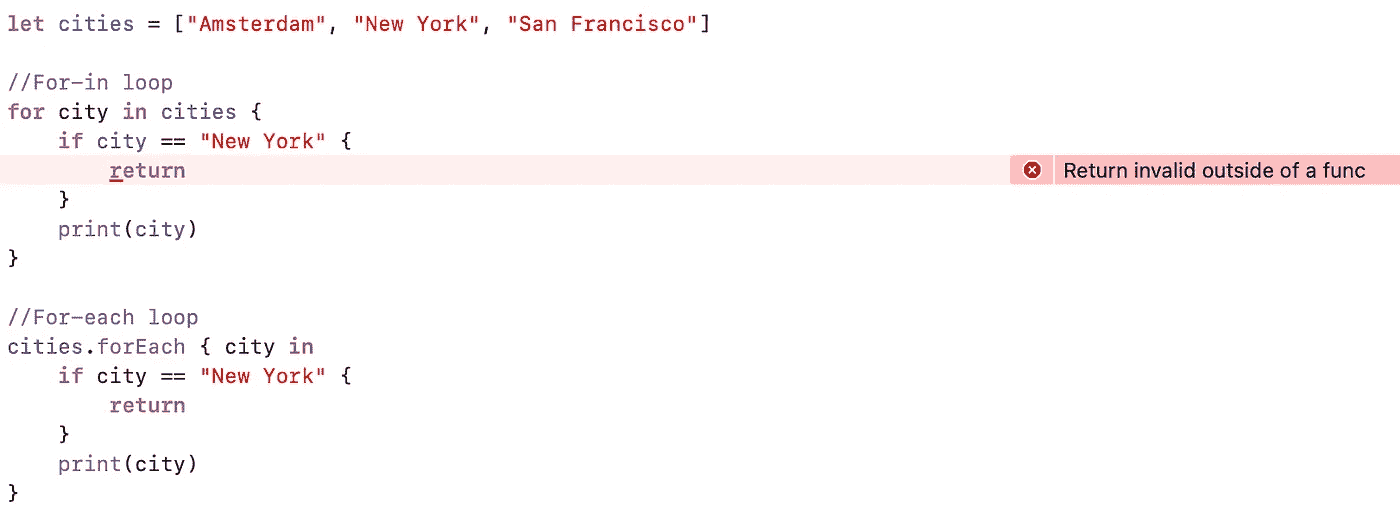 let cities = ["Amsterdam", "New York", "San Francisco"]

//For-in loop
for city in cities {
    if city == "New York" {
        return
Return invalid outside of a func
    }
    print(city)
}

//For-each loop
cities.forEach { city in
    if city == "New York" {
        return
    }
    print(city)
}